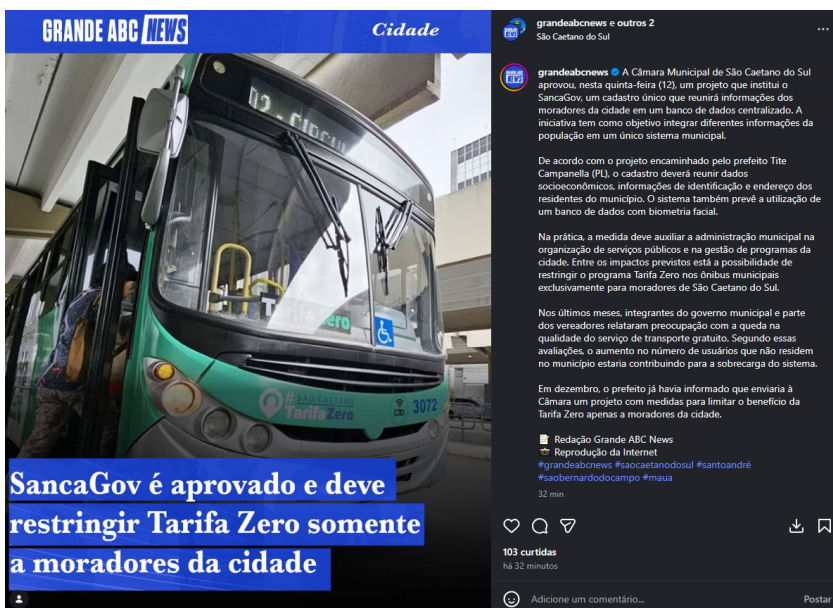 GRANDE ABC NEWS
Cidade
02 - CIRCUL
TarifaZero
# SÃO CAETANO
TarifaZero
3072
SancaGov é aprovado e deve
restringir Tarifa Zero somente
a moradores da cidade
grandeabcnews e outros 2
São Caetano do Sul
grandeabcnews A Câmara Municipal de São Caetano do Sul
aprovou, nesta quinta-feira (12), um projeto que institui o
SancaGov, um cadastro único que reunirá informações dos
moradores da cidade em um banco de dados centralizado. A
iniciativa tem como objetivo integrar diferentes informações da
população em um único sistema municipal.
De acordo com o projeto encaminhado pelo prefeito Tite
Campanella (PL), o cadastro deverá reunir dados
socioeconômicos, informações de identificação e endereço dos
residentes do município. O sistema também prevê a utilização de
um banco de dados com biometria facial.
Na prática, a medida deve auxiliar a administração municipal na
organização de serviços públicos e na gestão de programas da
cidade. Entre os impactos previstos está a possibilidade de
restringir o programa Tarifa Zero nos ônibus municipais
exclusivamente para moradores de São Caetano do Sul.
Nos últimos meses, integrantes do governo municipal e parte
dos vereadores relataram preocupação com a queda na
qualidade do serviço de transporte gratuito. Segundo essas
avaliações, o aumento no número de usuários que não residem
no município estaria contribuindo para a sobrecarga do sistema.
Em dezembro, o prefeito já havia informado que enviaria à
Câmara um projeto com medidas para limitar o benefício da
Tarifa Zero apenas a moradores da cidade.
Redação Grande ABC News
Reprodução da Internet
#grandeabcnews #saocaetanodosul #santoandré
#saobernardodocampo #maua
32 min
103 curtidas
há 32 minutos
Adicione um comentário...
Postar